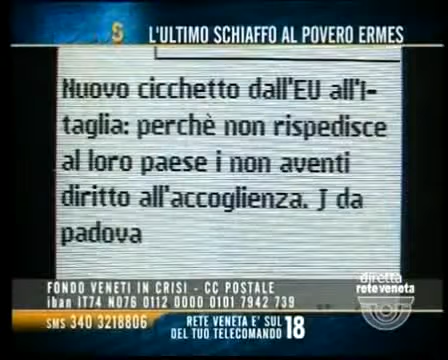 S L'ULTIMO SCHIAFFO AL POVERO ERMES
Nuovo cicchetto dall'EU all'I-
taglia: perchè non rispedisce
al loro paese i non aventi
diritto all'accoglienza. J da
padova
FONDO VENETI IN CRISI - CC POSTALE
iban IT74 N076 0112 0000 0101 7942 739
diretta
reteveneta
SMS 340 3218806
RETE VENETA E' SUL
DEL TUO TELECOMANDO 18